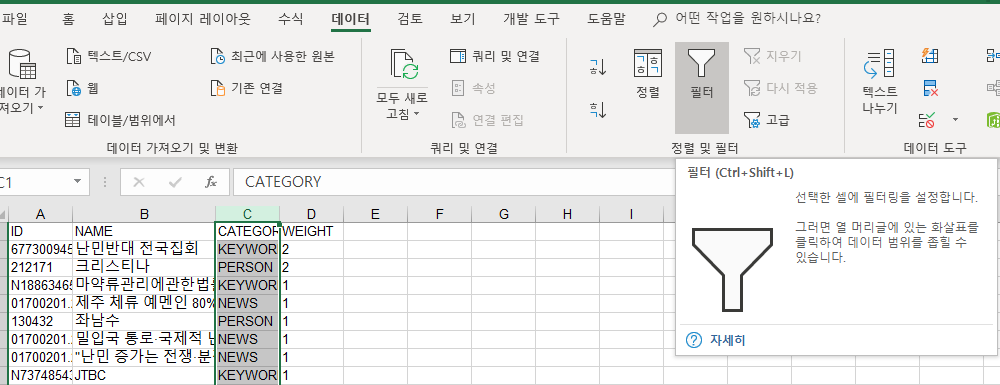 파일 홈 삽입 페이지 레이아웃 수식 데이터 검토 보기 개발 도구 도움말 어떤 작업을 원하시나요?
텍스트/CSV 최근에 사용한 원본
웹 기존 연결
테이블/범위에서
가져오기
데이터 가져오기 및 변환
모두 새로 고침
쿼리 및 연결
속성
연결 편집
쿼리 및 연결
정렬
필터
지우기
다시 적용
고급
정렬 및 필터
텍스트 나누기
데이터 도구
C1 fx CATEGORY
A B C D E F G H I
ID NAME CATEGOR WEIGHT
677300945 난민반대 전국집회 KEYWOR 2
212171 크리스티나 PERSON 2
N18863465 마약류관리에관한법 KEYWOR 1
01700201. 제주 체류 예멘인 80% NEWS 1
130432 좌남수 PERSON 1
01700201. 밀입국 통로·국제적 NEWS 1
01700201. "난민 증가는 전쟁·분 NEWS 1
N73748543 JTBC KEYWOR 1
필터 (Ctrl+Shift+L)
선택한 셀에 필터링을 설정합니다.
그러면 열 머리글에 있는 화살표를
클릭하여 데이터 범위를 좁힐 수
있습니다.
자세히